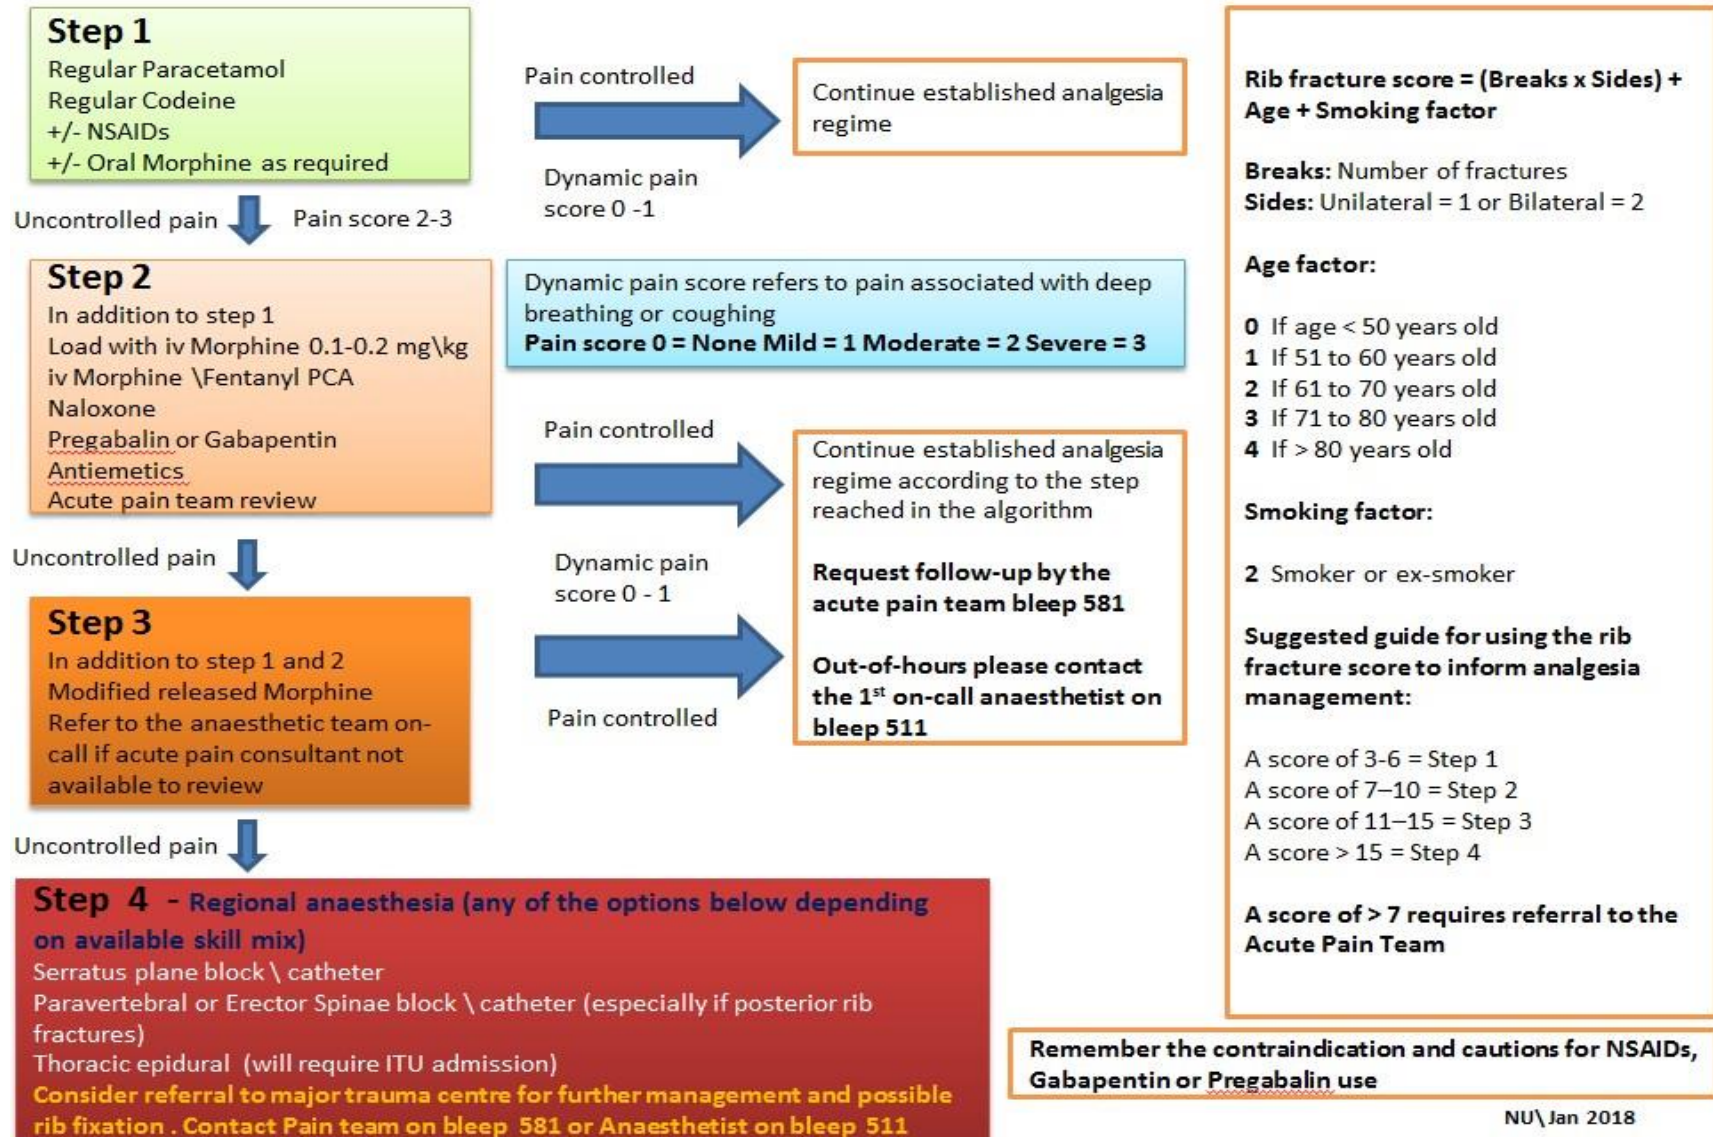 Step 1
Regular Paracetamol
Regular Codeine
+/- NSAIDs
+/- Oral Morphine as required
Pain controlled
Dynamic pain
score 0 -1
Continue established analgesia
regime
Uncontrolled pain
Pain score 2-3
Step 2
In addition to step 1
Load with iv Morphine 0.1-0.2 mg\kg
iv Morphine \Fentanyl PCA
Naloxone
Pregabalin or Gabapentin
Antiemetics
Acute pain team review
Dynamic pain score refers to pain associated with deep
breathing or coughing
Pain score 0 = None Mild = 1 Moderate = 2 Severe = 3
Pain controlled
Dynamic pain
score 0 - 1
Pain controlled
Continue established analgesia
regime according to the step
reached in the algorithm
Request follow-up by the
acute pain team bleep 581
Out-of-hours please contact
the 1st on-call anaesthetist on
bleep 511
Uncontrolled pain
Step 3
In addition to step 1 and 2
Modified released Morphine
Refer to the anaesthetic team on-
call if acute pain consultant not
available to review
Uncontrolled pain
Step 4 - Regional anaesthesia (any of the options below depending
on available skill mix)
Serratus plane block \ catheter
Paravertebral or Erector Spinae block \ catheter (especially if posterior rib
fractures)
Thoracic epidural (will require ITU admission)
Consider referral to major trauma centre for further management and possible
rib fixation . Contact Pain team on bleep 581 or Anaesthetist on bleep 511
Rib fracture score = (Breaks x Sides) +
Age + Smoking factor
Breaks: Number of fractures
Sides: Unilateral = 1 or Bilateral = 2
Age factor:
0 If age < 50 years old
1 If 51 to 60 years old
2 If 61 to 70 years old
3 If 71 to 80 years old
4 If > 80 years old
Smoking factor:
2 Smoker or ex-smoker
Suggested guide for using the rib
fracture score to inform analgesia
management:
A score of 3-6 = Step 1
A score of 7–10 = Step 2
A score of 11–15 = Step 3
A score > 15 = Step 4
A score of > 7 requires referral to the
Acute Pain Team
Remember the contraindication and cautions for NSAIDs,
Gabapentin or Pregabalin use
NU\Jan 2018